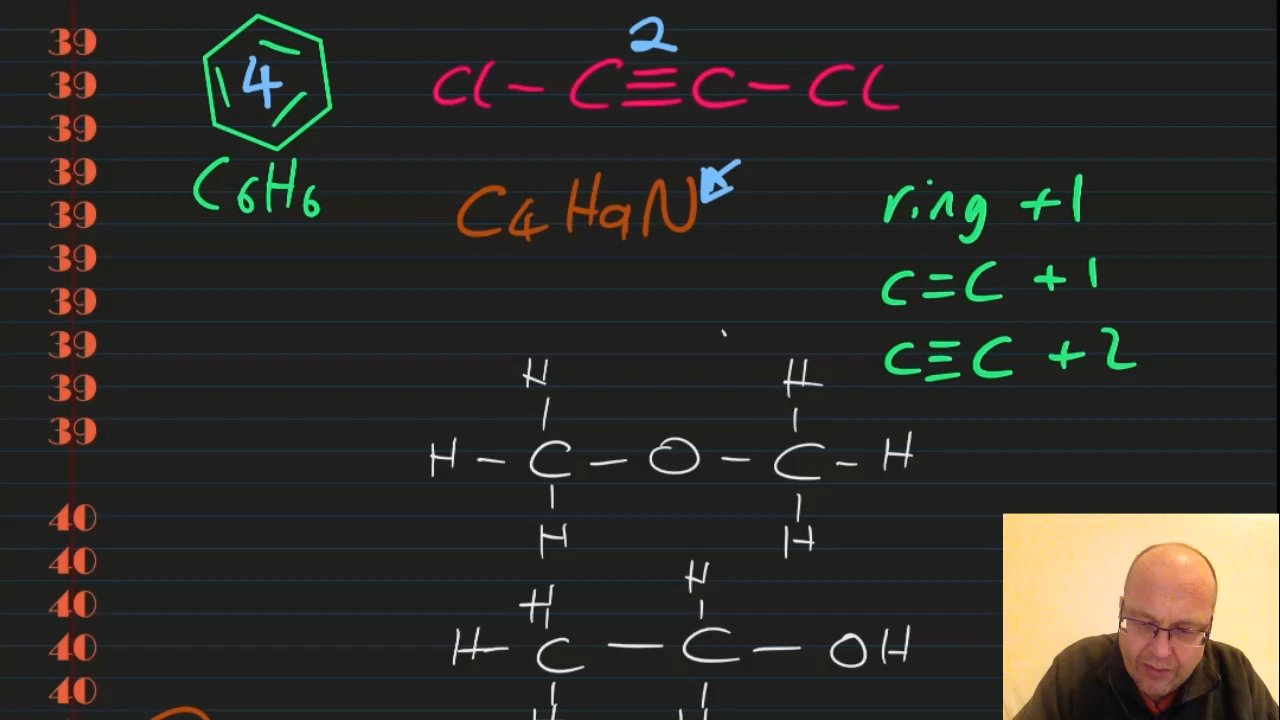 39
39
39
39
39
39
39
39
39
39
40
40
40
40
40
4
C6H6
2
Cl – C ≡ C – Cl
C4H9N
ring +1
C=C +1
C≡C +2
H H
H – C – O – C – H
H H
H H
H – C – C – OH
H H